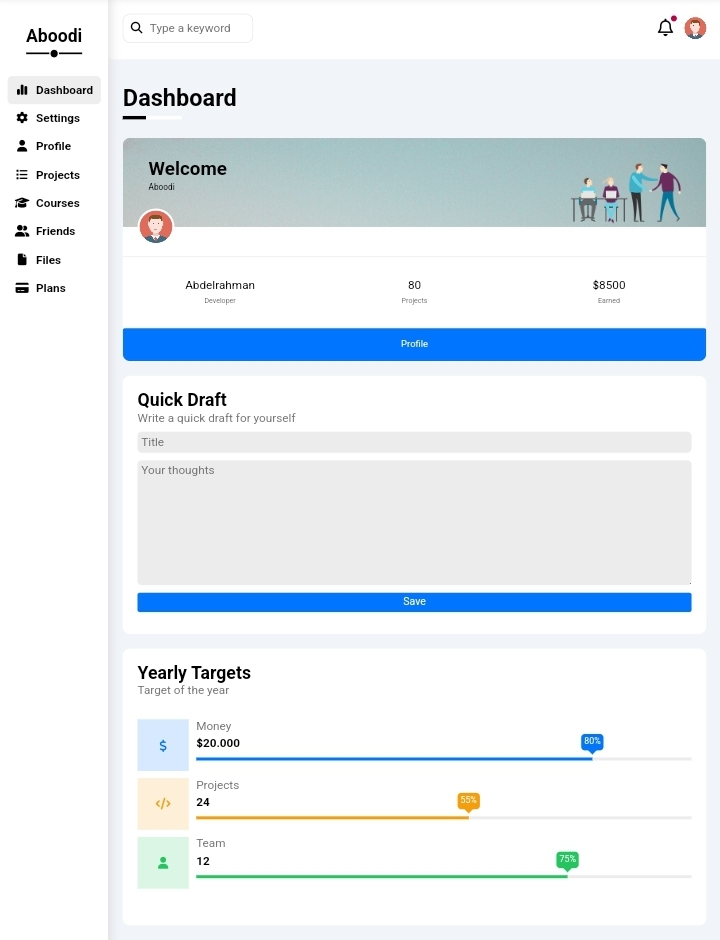 Aboodi
Dashboard
Settings
Profile
Projects
Courses
Friends
Files
Plans
Type a keyword
Dashboard
Welcome
Aboodi
Abdelrahman
Developer
80
Projects
$8500
Earned
Profile
Quick Draft
Write a quick draft for yourself
Title
Your thoughts
Save
Yearly Targets
Target of the year
Money
$20.000
80%
Projects
24
55%
Team
12
75%